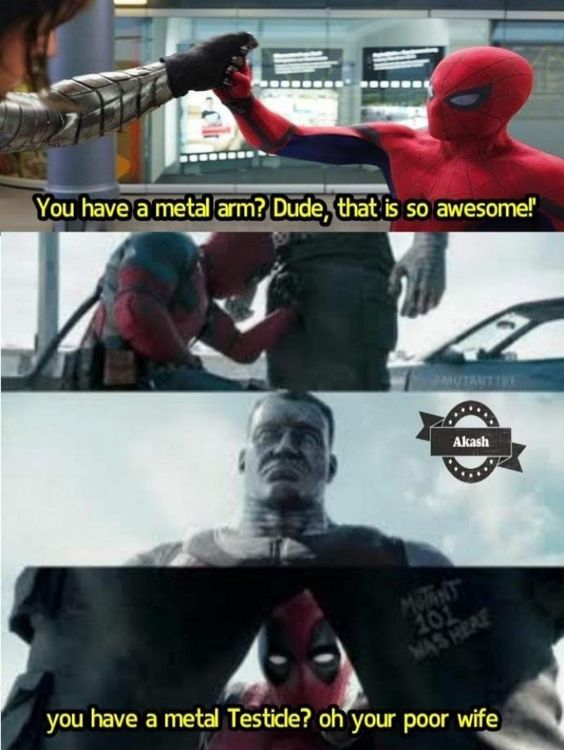 You have a metal arm? Dude, that is so awesome!'
MUTANT101
Akash
MUTANT
101
WAS HERE
you have a metal Testicle? oh your poor wife